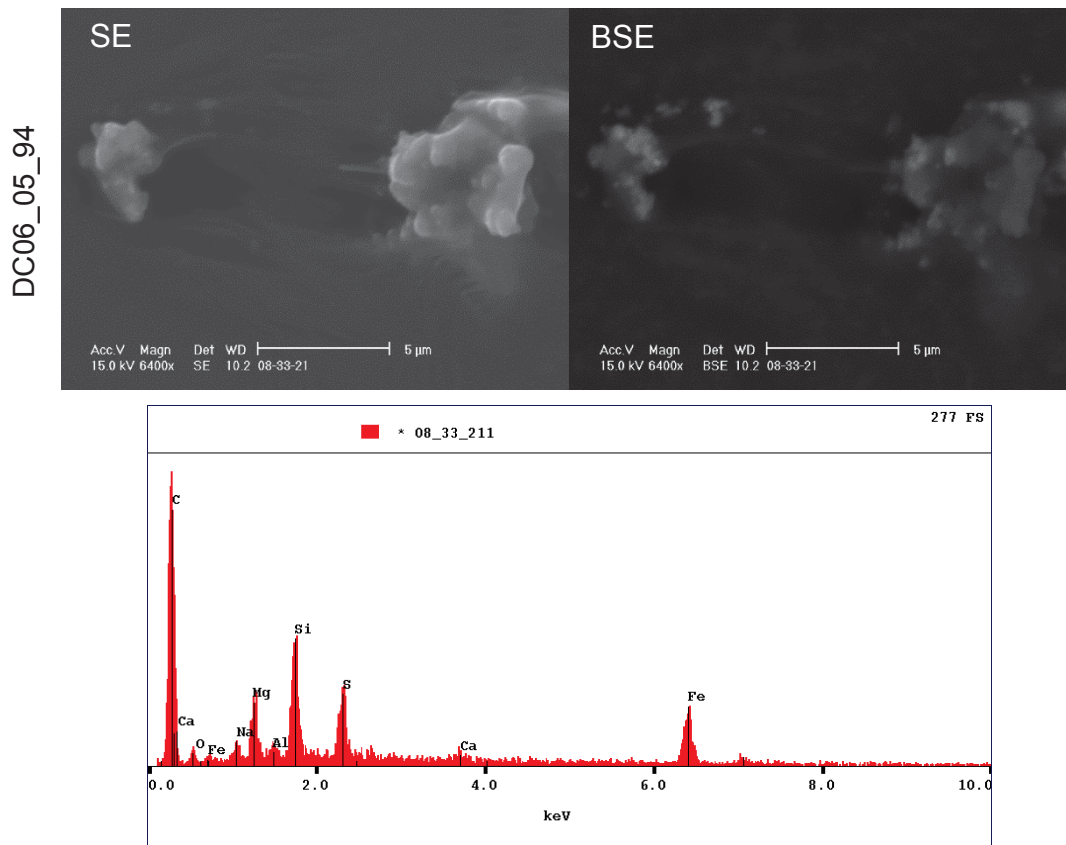 DC06_05_94
SE
Acc.V Magn Det WD 5 µm
15.0 kV 6400x SE 10.2 08-33-21
BSE
Acc.V Magn Det WD 5 µm
15.0 kV 6400x BSE 10.2 08-33-21
277 FS
* 08_33_211
C
Ca
O
Fe
Na
Mg
Al
Si
S
Ca
Fe
0.0 2.0 4.0 6.0 8.0 10.0
keV